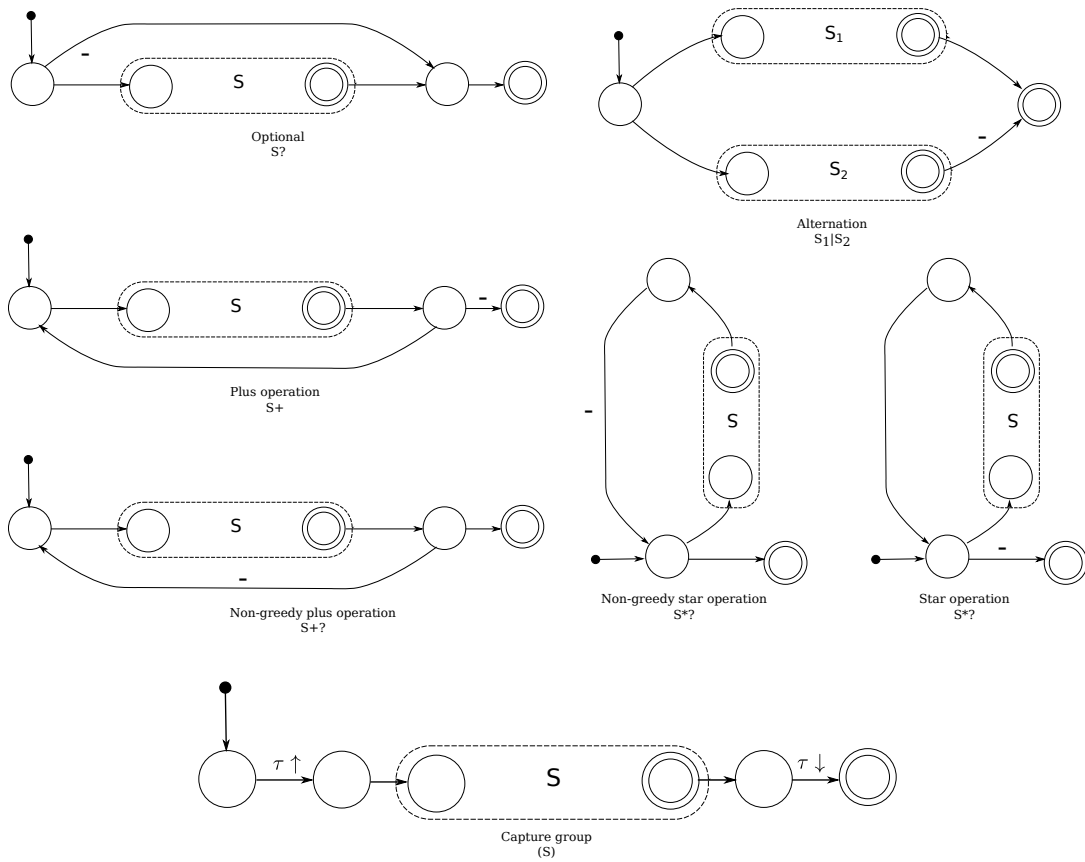 -
S
Optional
S?
S₁
-
S₂
Alternation
S₁|S₂
S
-
Plus operation
S+
S
-
Non-greedy plus operation
S+?
-
S
Non-greedy star operation
S*?
S
-
Star operation
S*?
τ ↑
S
τ ↓
Capture group
(S)